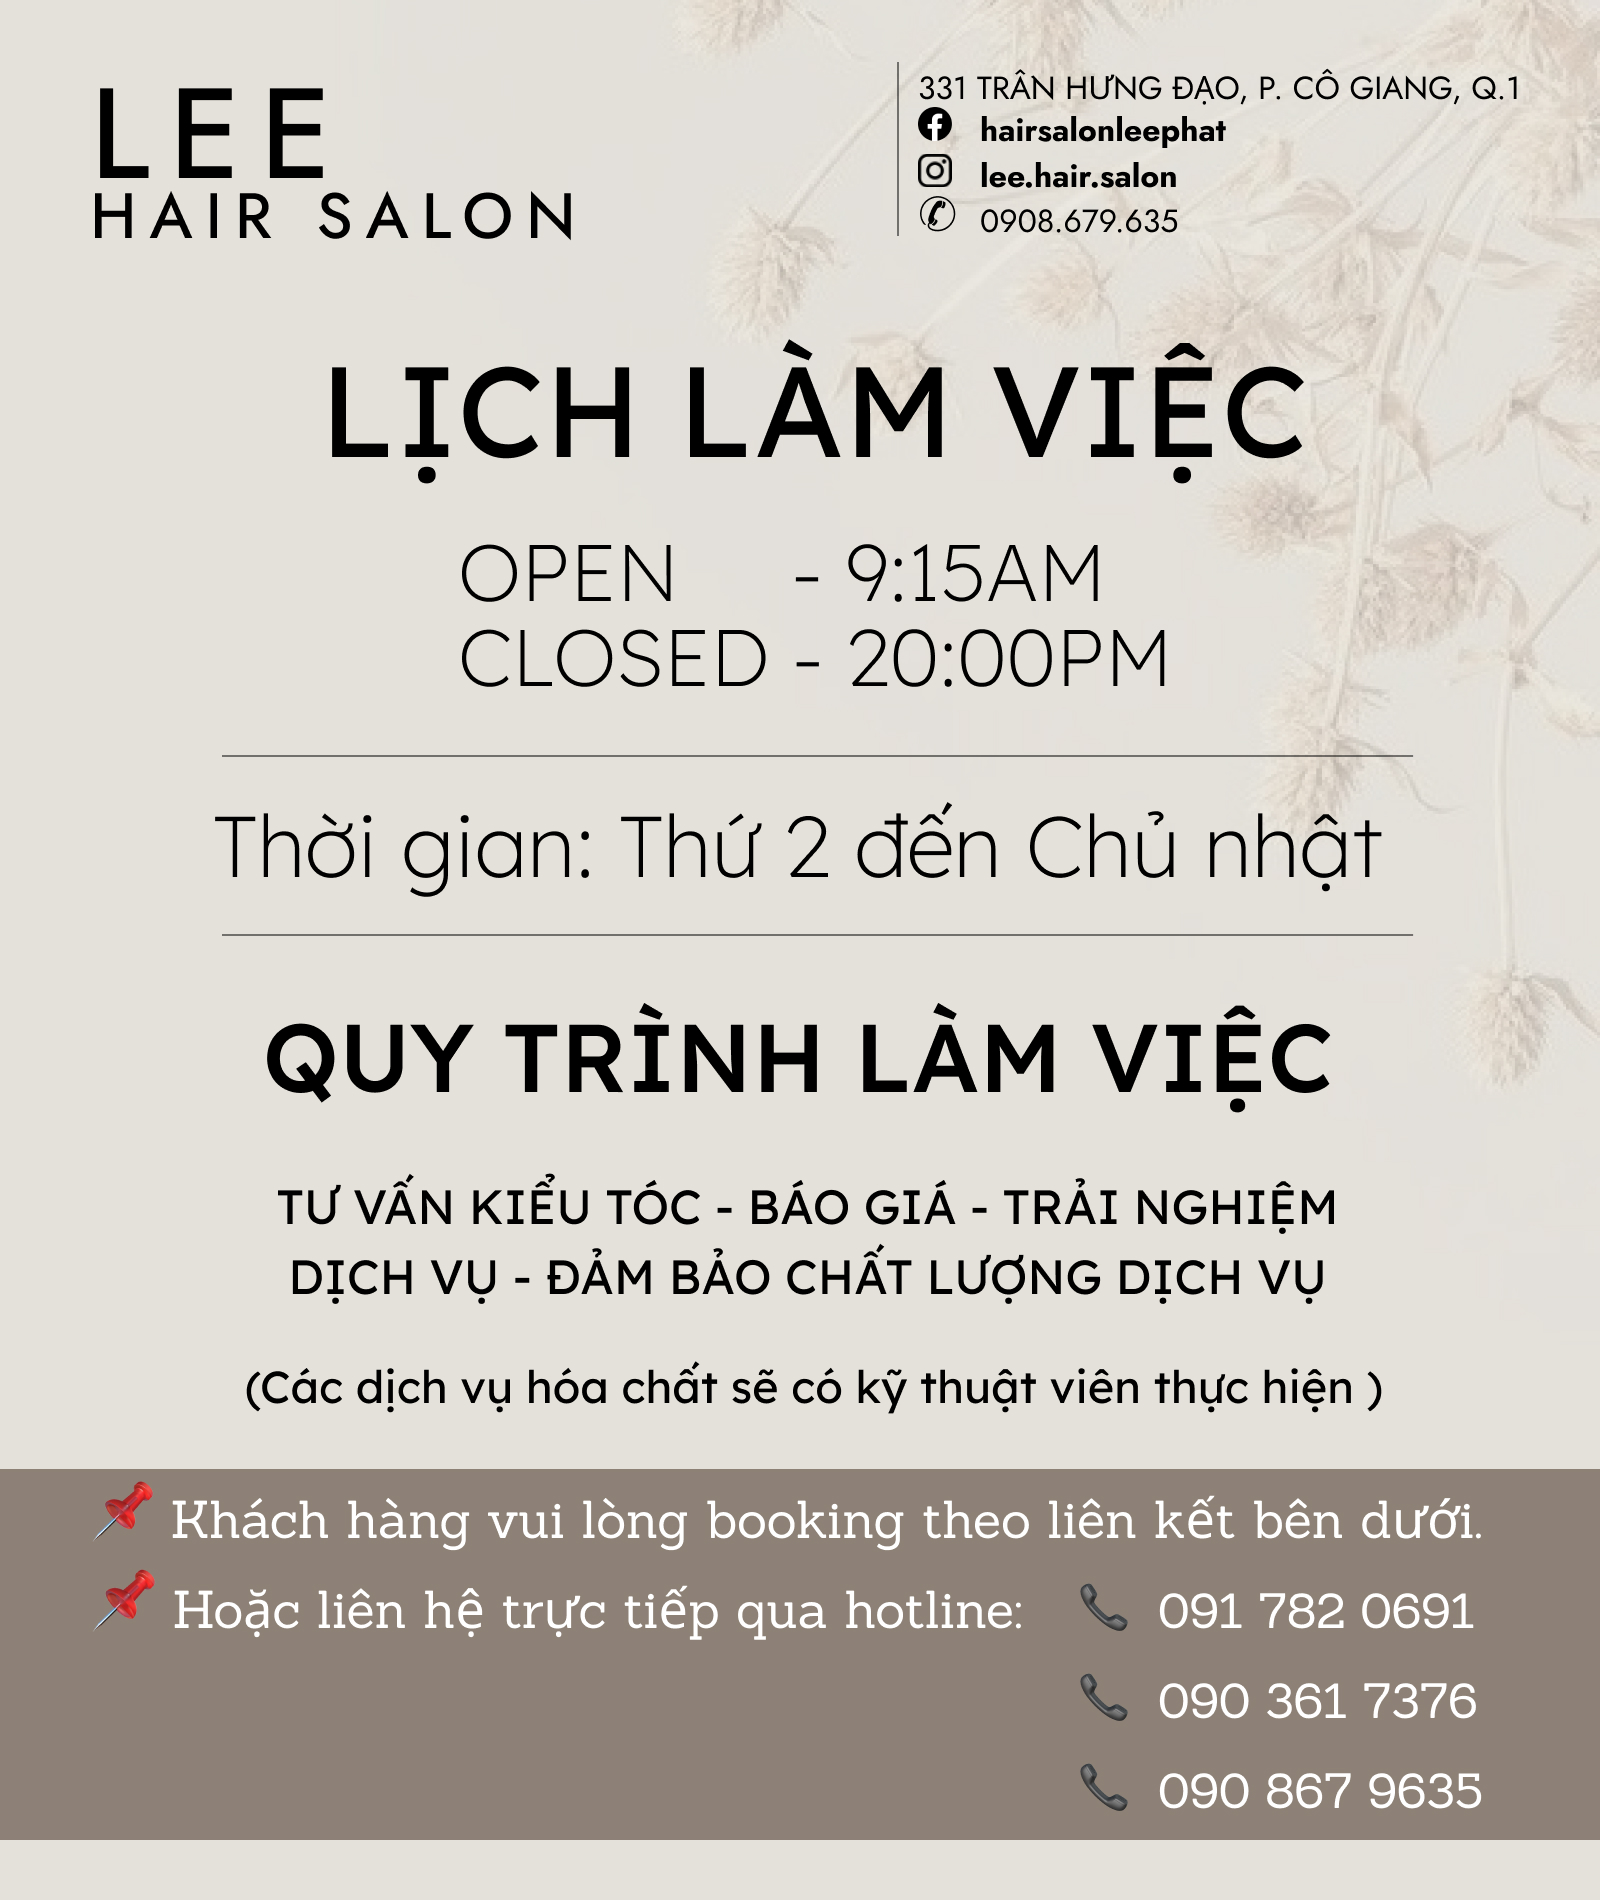 LEE
HAIR SALON
331 TRẦN HƯNG ĐẠO, P. CÔ GIANG, Q.1
hairsalonleephat
lee.hair.salon
0908.679.635
LỊCH LÀM VIỆC
OPEN - 9:15AM
CLOSED - 20:00PM
Thời gian: Thứ 2 đến Chủ nhật
QUY TRÌNH LÀM VIỆC
TƯ VẤN KIỂU TÓC - BÁO GIÁ - TRẢI NGHIỆM
DỊCH VỤ - ĐẢM BẢO CHẤT LƯỢNG DỊCH VỤ
(Các dịch vụ hóa chất sẽ có kỹ thuật viên thực hiện )
Khách hàng vui lòng booking theo liên kết bên dưới.
Hoặc liên hệ trực tiếp qua hotline: 091 782 0691
090 361 7376
090 867 9635